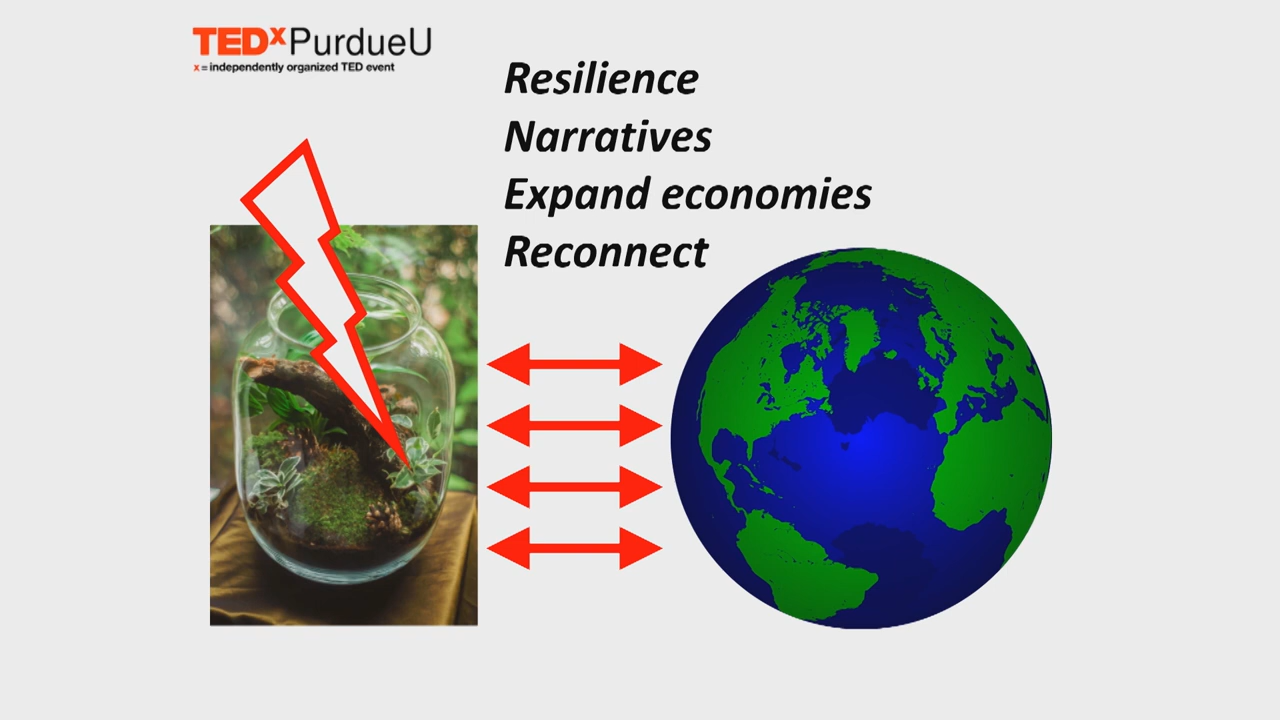 TEDxPurdueU
x = independently organized TED event
Resilience
Narratives
Expand economies
Reconnect